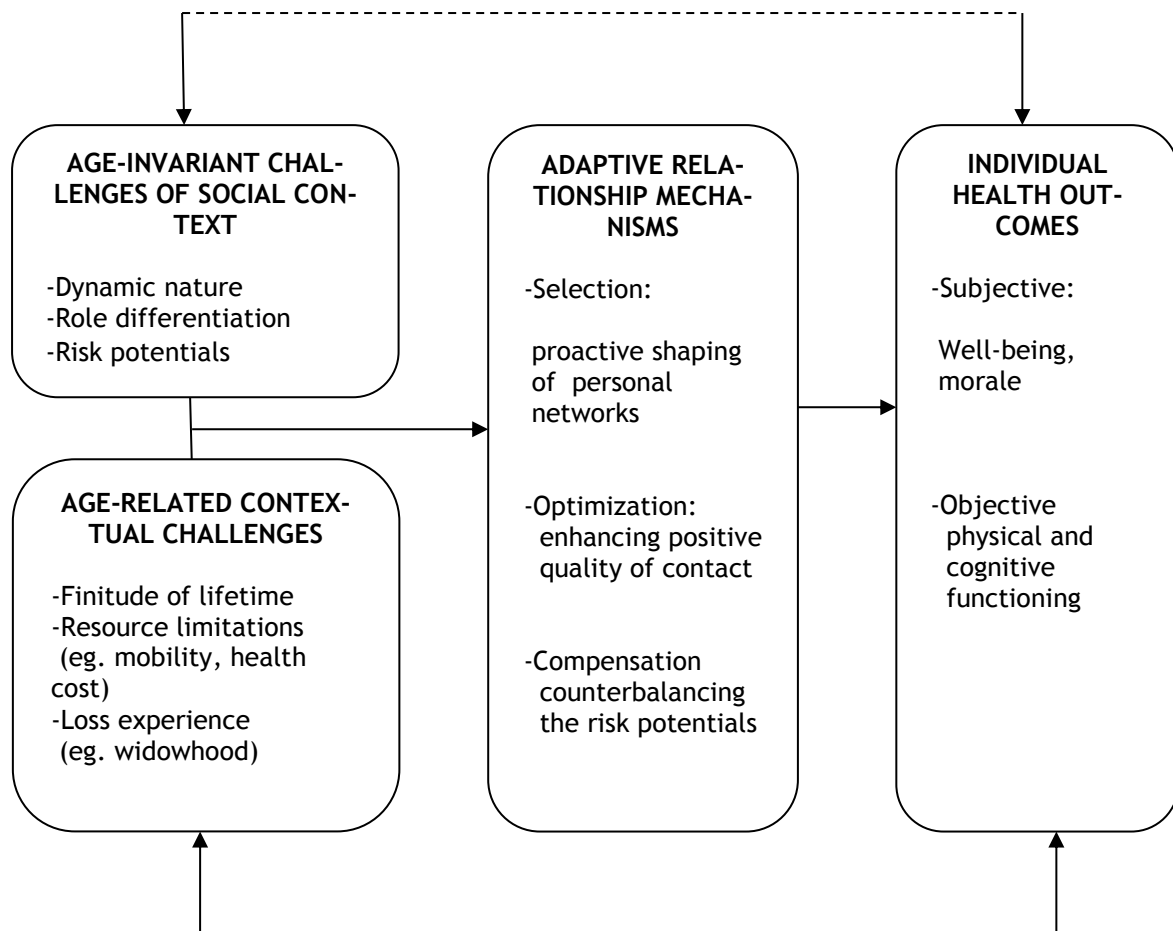 AGE-INVARIANT CHAL-
LENGES OF SOCIAL CON-
TEXT
-Dynamic nature
-Role differentiation
-Risk potentials
AGE-RELATED CONTEX-
TUAL CHALLENGES
-Finitude of lifetime
-Resource limitations
(eg. mobility, health
cost)
-Loss experience
(eg. widowhood)
ADAPTIVE RELA-
TIONSHIP MECHA-
NISMS
-Selection:
proactive shaping
of personal
networks
-Optimization:
enhancing positive
quality of contact
-Compensation
counterbalancing
the risk potentials
INDIVIDUAL
HEALTH OUT-
COMES
-Subjective:
Well-being,
morale
-Objective
physical and
cognitive
functioning